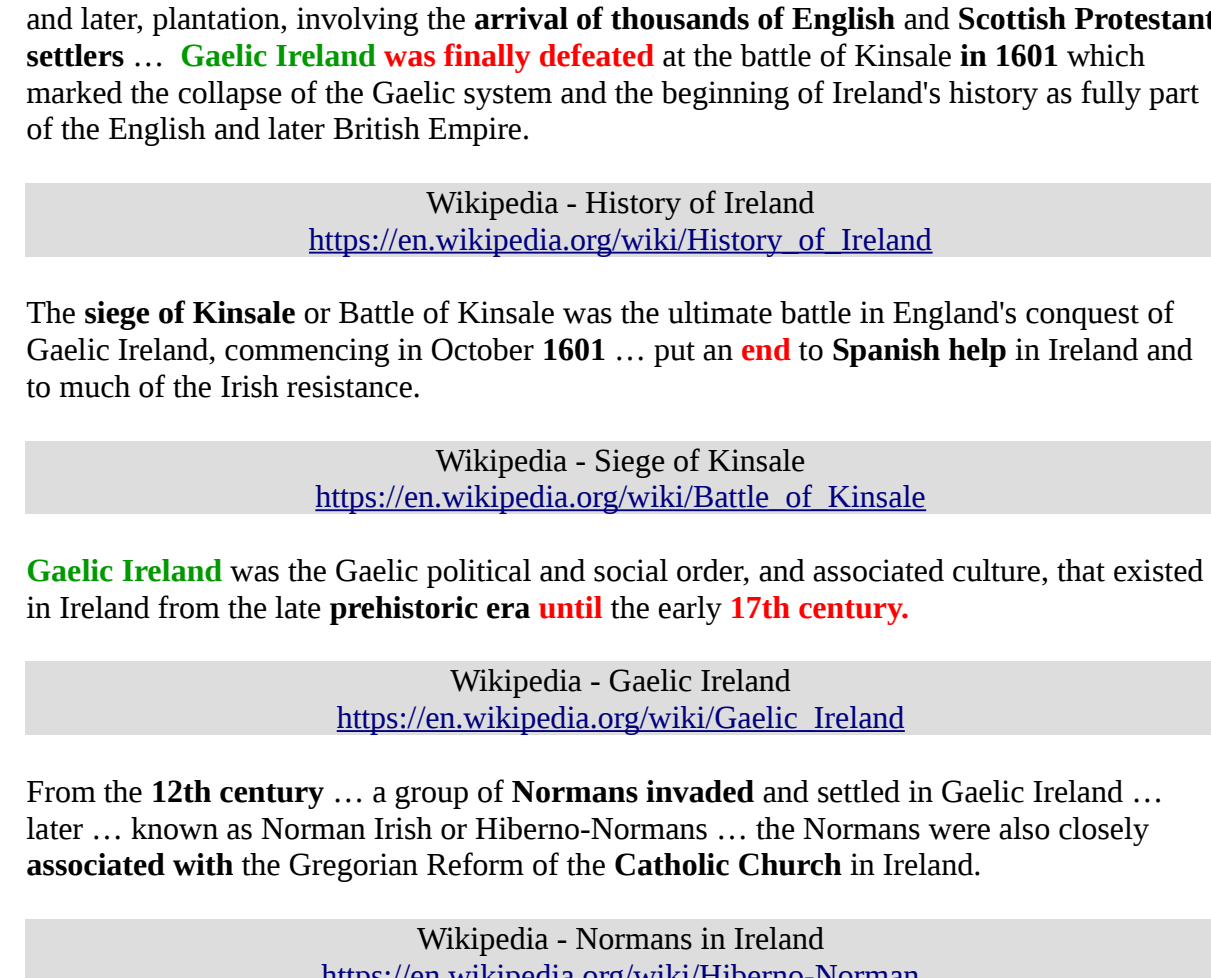 and later, plantation, involving the arrival of thousands of English and Scottish Protestant
settlers … Gaelic Ireland was finally defeated at the battle of Kinsale in 1601 which
marked the collapse of the Gaelic system and the beginning of Ireland's history as fully part
of the English and later British Empire.
Wikipedia - History of Ireland
https://en.wikipedia.org/wiki/History_of_Ireland
The siege of Kinsale or Battle of Kinsale was the ultimate battle in England's conquest of
Gaelic Ireland, commencing in October 1601 … put an end to Spanish help in Ireland and
to much of the Irish resistance.
Wikipedia - Siege of Kinsale
https://en.wikipedia.org/wiki/Battle_of_Kinsale
Gaelic Ireland was the Gaelic political and social order, and associated culture, that existed
in Ireland from the late prehistoric era until the early 17th century.
Wikipedia - Gaelic Ireland
https://en.wikipedia.org/wiki/Gaelic_Ireland
From the 12th century … a group of Normans invaded and settled in Gaelic Ireland …
later … known as Norman Irish or Hiberno-Normans … the Normans were also closely
associated with the Gregorian Reform of the Catholic Church in Ireland.
Wikipedia - Normans in Ireland
https://en.wikipedia.org/wiki/Hiberno-Norman